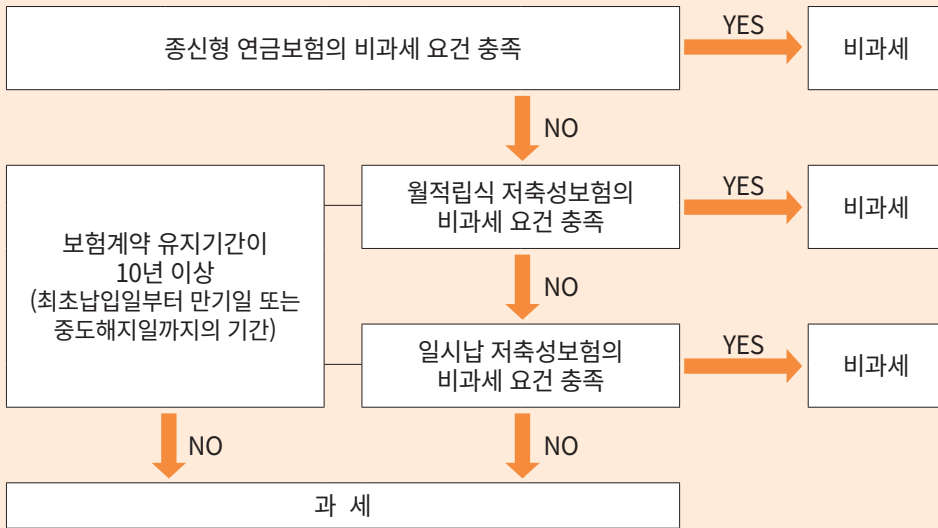 종신형 연금보험의 비과세 요건 충족
YES
비과세
NO
보험계약 유지기간이
10년 이상
(최초납입일부터 만기일 또는
중도해지일까지의 기간)
월적립식 저축성보험의
비과세 요건 충족
YES
비과세
NO
일시납 저축성보험의
비과세 요건 충족
YES
비과세
NO
NO
과 세